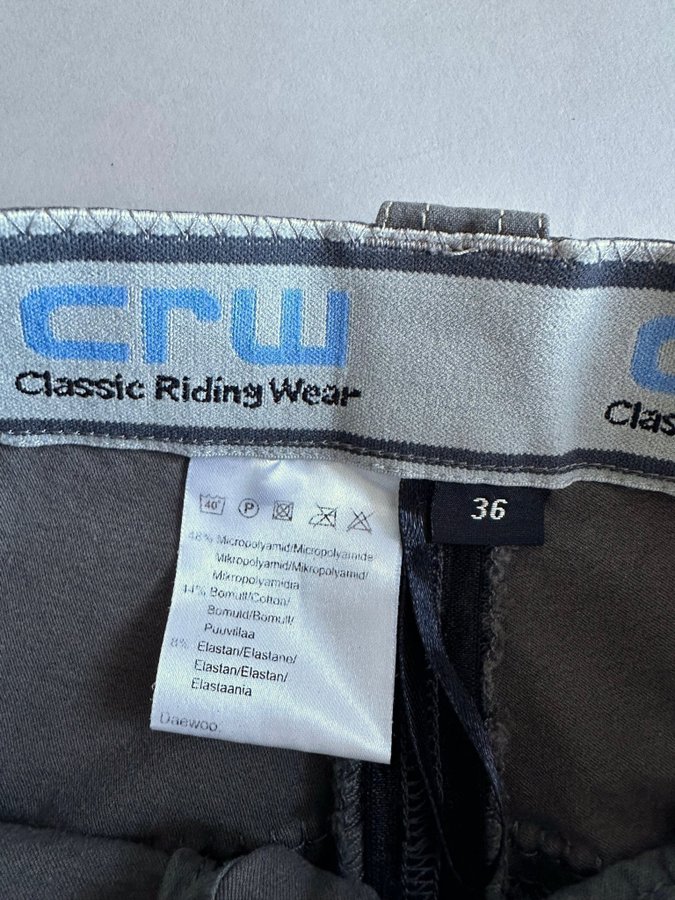 crw
Classic Riding Wear
c
Clas
36
40°
P
48% Micropolyamid/Micropolyamide
Mikropolyamid/Mikropolyamid/
Mikropolyamidia
44% Bomull/Cotton/
Bomuld/Bomull/
Puuvillaa
8% Elastan/Elastane/
Elastan/Elastan/
Elastaania
Daewoo